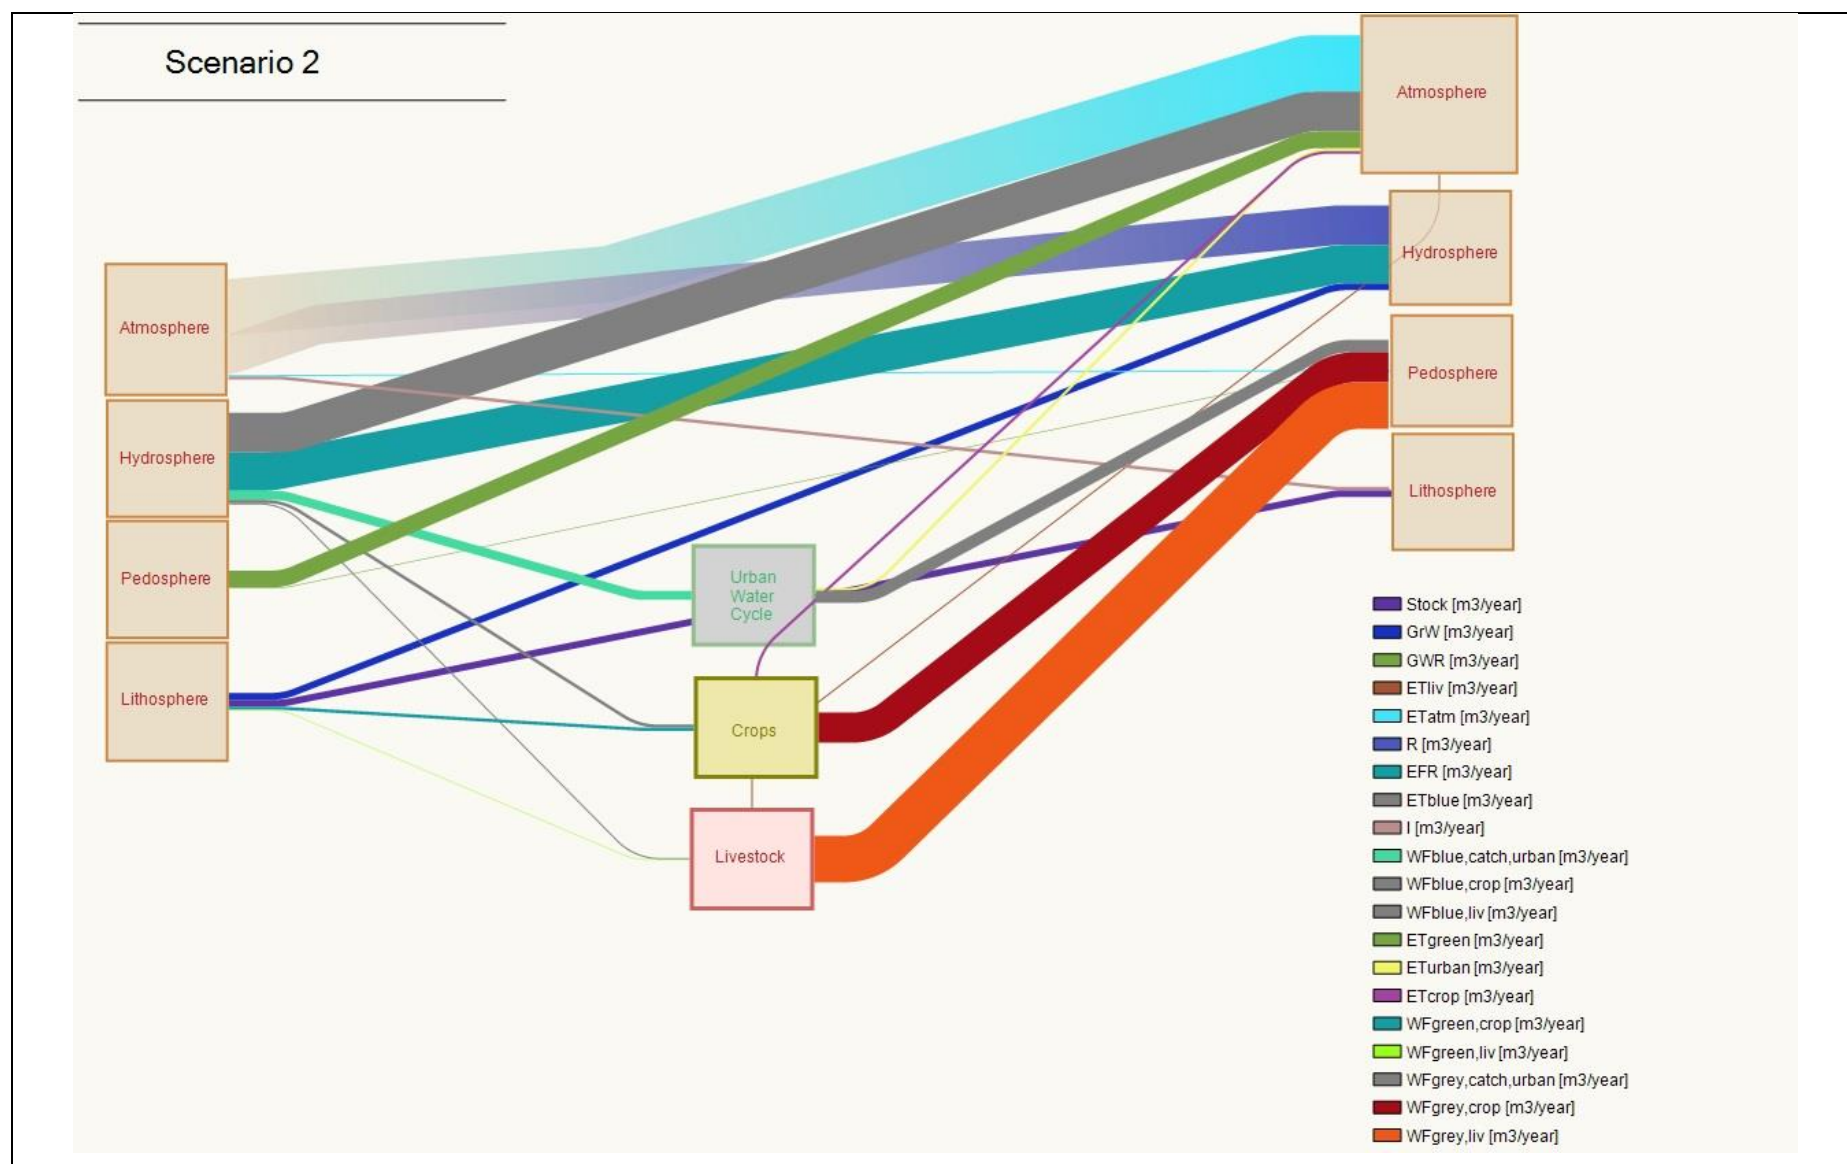 Scenario 2
Atmosphere
Hydrosphere
Pedosphere
Lithosphere
Urban
Water
Cycle
Crops
Livestock
Atmosphere
Hydrosphere
Pedosphere
Lithosphere
Stock [m3/year]
GrW [m3/year]
GWR [m3/year]
ETliv [m3/year]
ETatm [m3/year]
R [m3/year]
EFR [m3/year]
ETblue [m3/year]
I [m3/year]
WFblue,catch,urban [m3/year]
WFblue,crop [m3/year]
WFblue,liv [m3/year]
ETgreen [m3/year]
ETurban [m3/year]
ETcrop [m3/year]
WFgreen,crop [m3/year]
WFgreen,liv [m3/year]
WFgrey,catch,urban [m3/year]
WFgrey,crop [m3/year]
WFgrey,liv [m3/year]